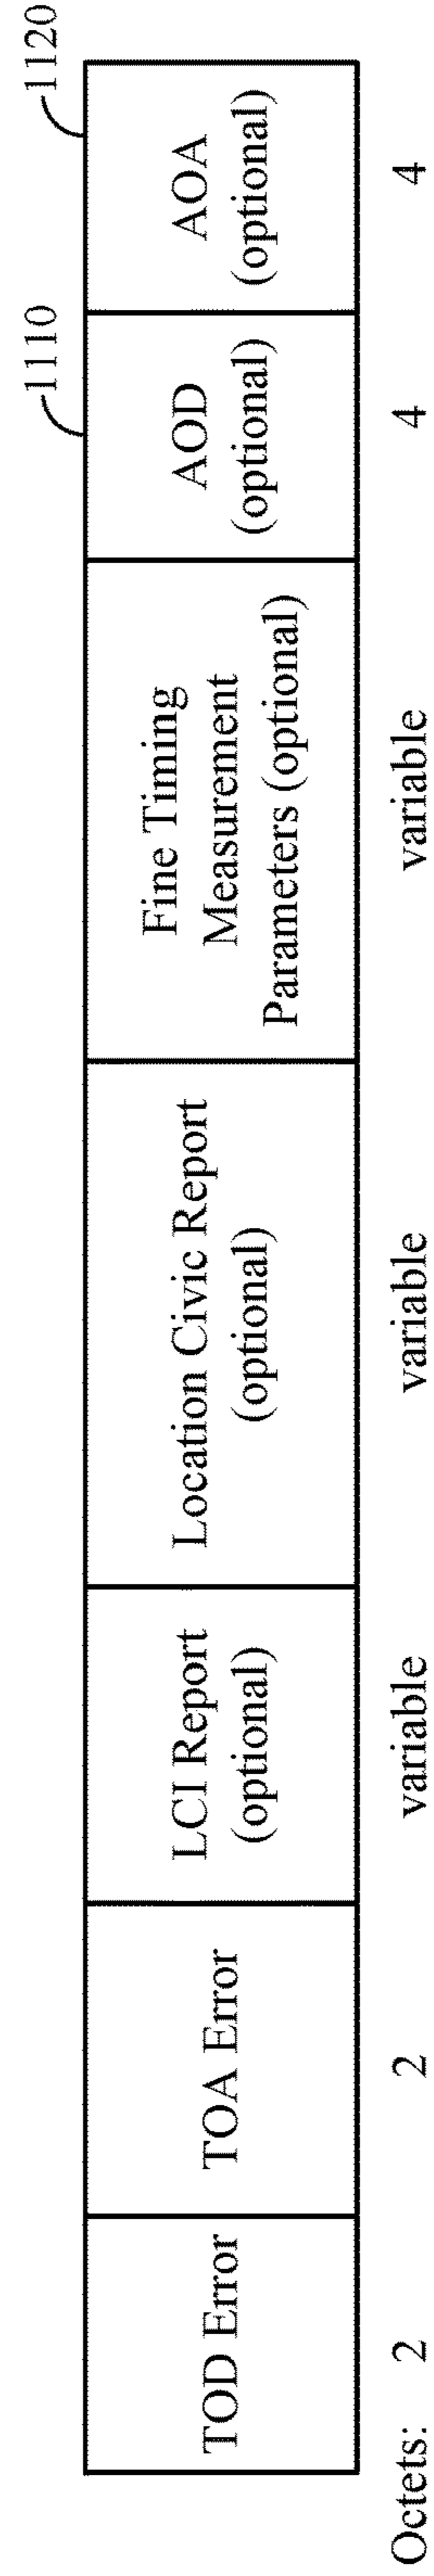 1110
1120
TOD Error
TOA Error
LCI Report
(optional)
Location Civic Report
(optional)
Fine Timing
Measurement
Parameters (optional)
AOD
(optional)
AOA
(optional)
Octets: 2 2 variable variable variable 4 4